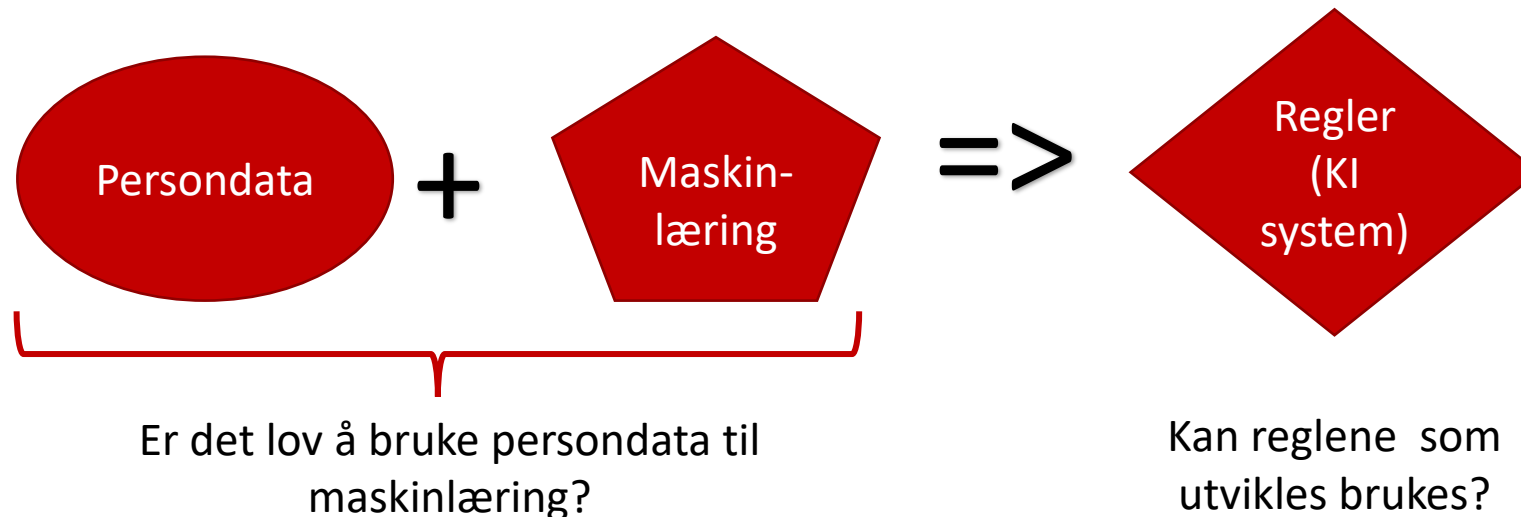 Persondata
+
Maskin-
læring
=>
Regler
(KI
system)
Er det lov å bruke persondata til
maskinlæring?
Kan reglene som
utvikles brukes?